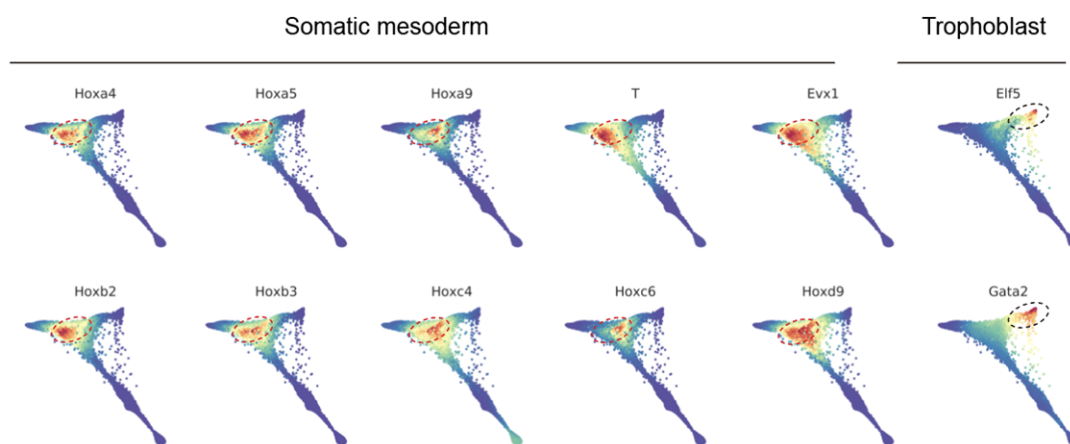 Somatic mesoderm Trophoblast
Hoxa4 Hoxa5 Hoxa9 T Evx1 Elf5
Hoxb2 Hoxb3 Hoxc4 Hoxc6 Hoxd9 Gata2